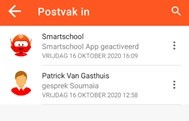 Postvak in
Smartschool
Smartschool App geactiveerd
VRIJDAG 16 OKTOBER 2020 16:09
Patrick Van Gasthuis
gesprek Soumaia
VRIJDAG 16 OKTOBER 2020 12:58